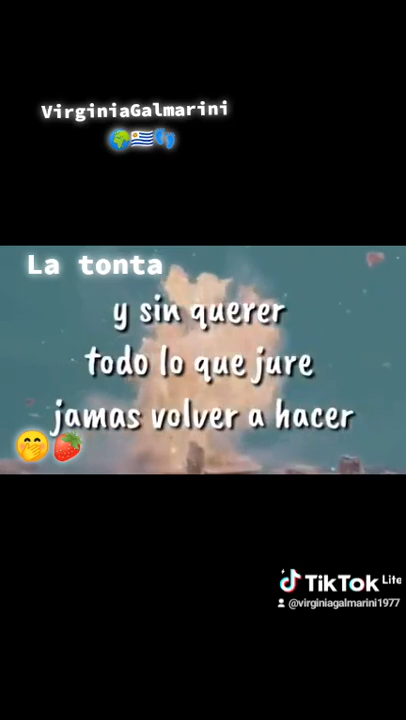 VirginiaGalmarini
🌍🇺🇾👣
La tonta
y sin querer
todo lo que jure
jamas volver a hacer
🤭🍓
TikTok Lite
@virginiagalmarini1977